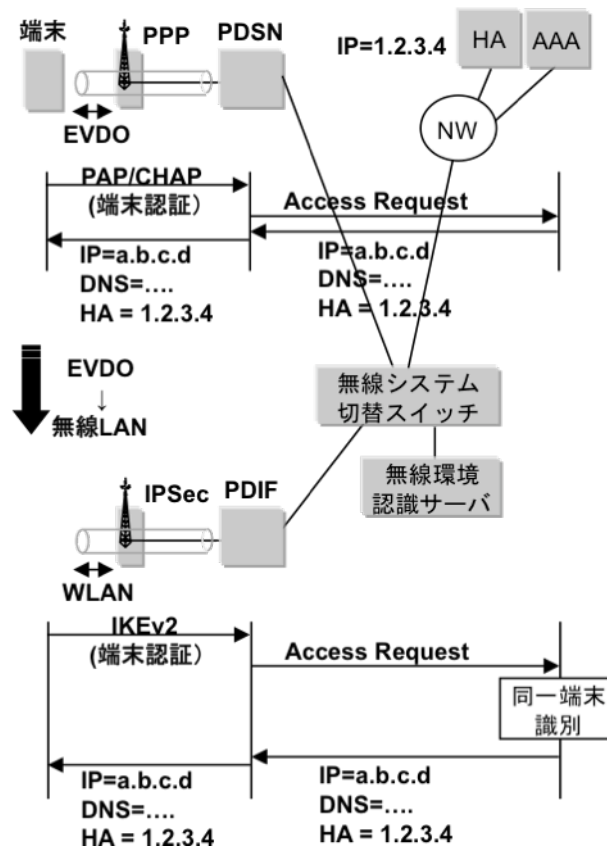 端末
PPP
PDSN
IP=1.2.3.4
HA
AAA
NW
EVDO
PAP/CHAP
(端末認証)
Access Request
IP=a.b.c.d
DNS=....
HA = 1.2.3.4
IP=a.b.c.d
DNS=....
HA = 1.2.3.4
EVDO
↓
無線LAN
無線システム
切替スイッチ
無線環境
認識サーバ
IPSec
PDIF
WLAN
IKEv2
(端末認証)
Access Request
同一端末
識別
IP=a.b.c.d
DNS=....
HA = 1.2.3.4
IP=a.b.c.d
DNS=....
HA = 1.2.3.4